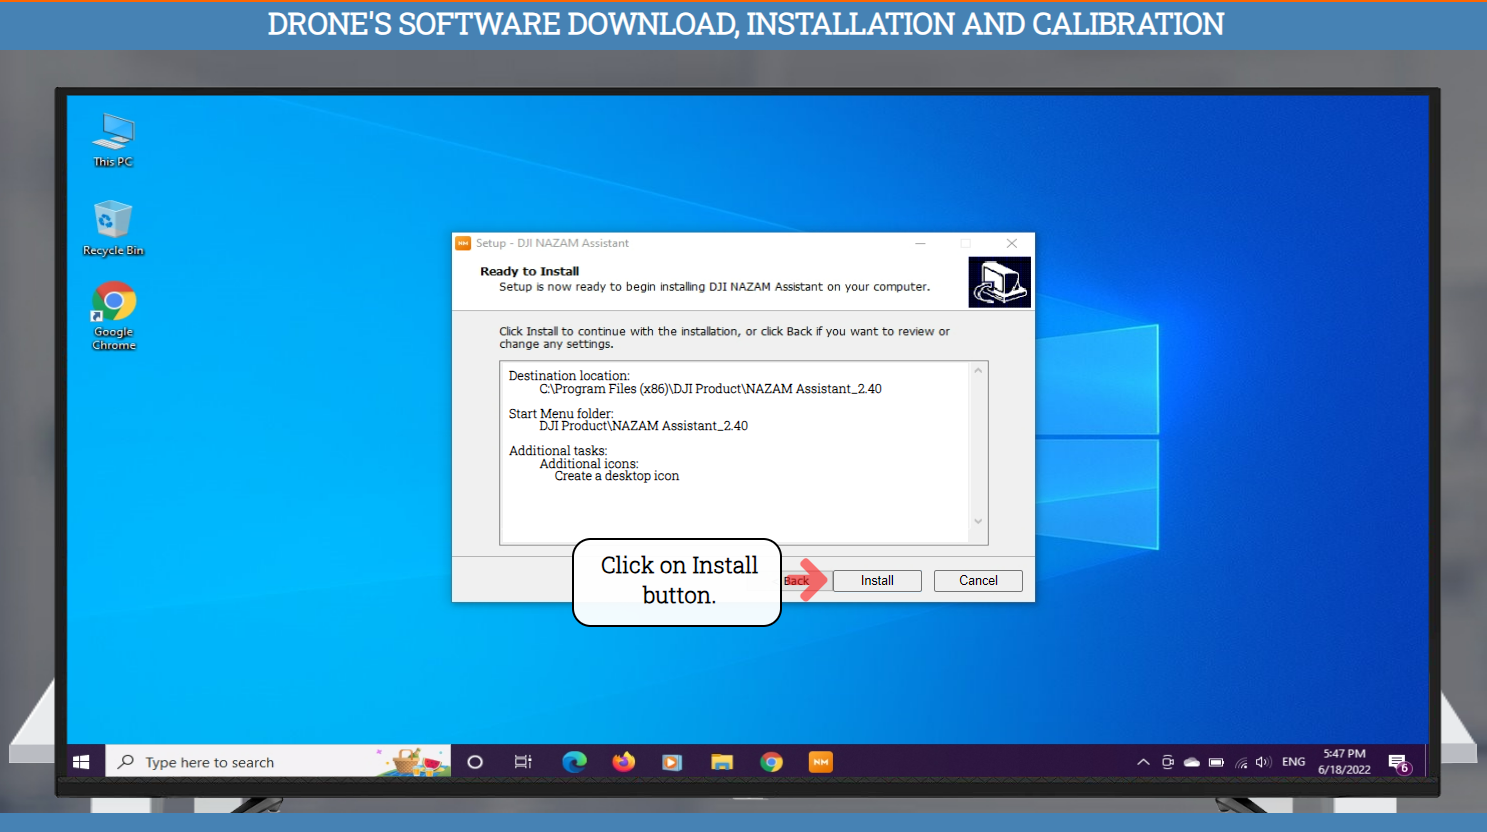 DRONE'S SOFTWARE DOWNLOAD, INSTALLATION AND CALIBRATION
This PC
Recycle Bin
Google
Chrome
NM Setup - DJI NAZAM Assistant
Ready to Install
Setup is now ready to begin installing DJI NAZAM Assistant on your computer.
Click Install to continue with the installation, or click Back if you want to review or
change any settings.
Destination location:
C:\Program Files (x86)\DJI Product\NAZAM Assistant_2.40
Start Menu folder:
DJI Product\NAZAM Assistant_2.40
Additional tasks:
Additional icons:
Create a desktop icon
Click on Install
button.
Back
Install
Cancel
Type here to search
NM
ENG
5:47 PM
6/18/2022
6